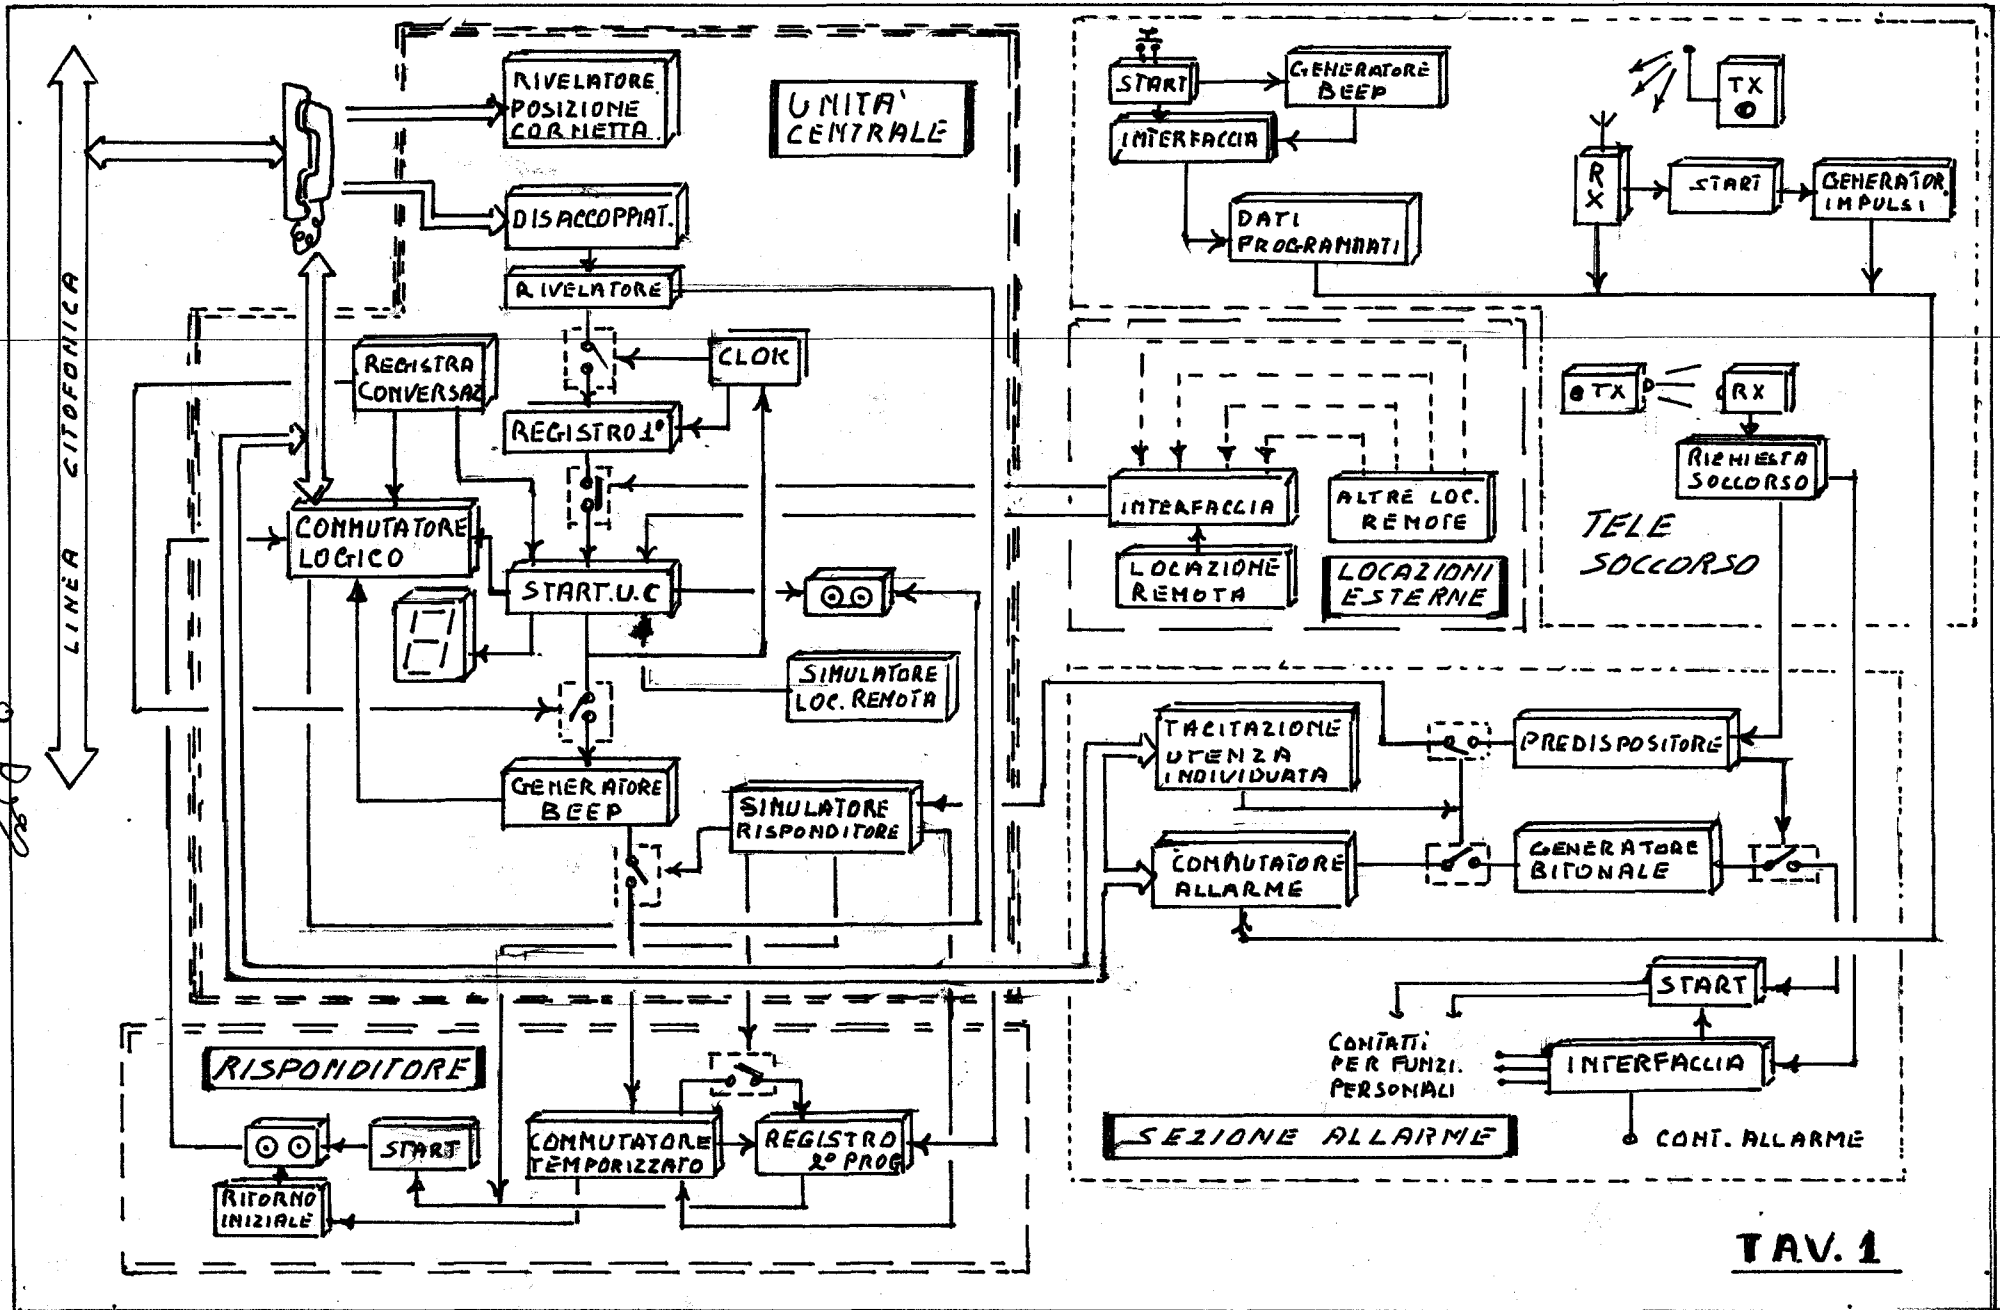 LINEA CITOFONICA
RIVELATORE
POSIZIONE
CORNETTA
UNITA'
CENTRALE
DISACCOPPIAT.
RIVELATORE
REGISTRA
CONVERSAZ
CLOK
REGISTRO 1°
COMMUTATORE
LOGICO
START.U.C
SIMULATORE
LOC. REMOTA
GENERATORE
BEEP
SIMULATORE
RISPONDITORE
RISPONDITORE
START
RITORNO
INIZIALE
COMMUTATORE
TEMPORIZZATO
REGISTRO
2° PROG
START
GENERATORE
BEEP
INTERFACCIA
DATI
PROGRAMMATI
TX
RX
START
GENERATOR.
IMPULSI
TX
RX
RICHIESTA
SOCCORSO
TELE
SOCCORSO
INTERFACCIA
ALTRE LOC.
REMOTE
LOCAZIONE
REMOTA
LOCAZIONI
ESTERNE
TACITAZIONE
UTENZA
INDIVIDUATA
PREDISPOSITORE
COMMUTATORE
ALLARME
GENERATORE
BITONALE
START
CONTATTI
PER FUNZI.
PERSONALI
INTERFACCIA
SEZIONE ALLARME
CONT. ALLARME
TAV. 1